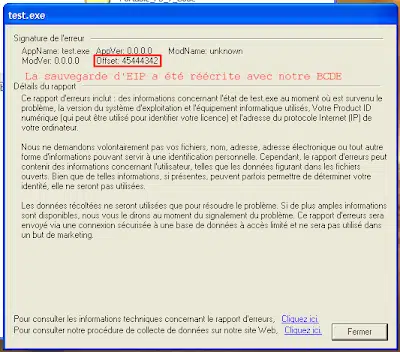 test.exe
Signature de l'erreur
AppName: test.exe AppVer: 0.0.0.0 ModName: unknown
ModVer: 0.0.0.0 Offset: 45444342
La sauvegarde d'EIP a été réécrite avec notre BCDE
Détails du rapport
Ce rapport d'erreurs inclut : des informations concernant l'état de test.exe au moment où est survenu le
problème, la version du système d'exploitation et l'équipement informatique utilisés, Votre Product ID
numérique (qui peut être utilisé pour identifier votre licence) et l'adresse du protocole Internet (IP) de
votre ordinateur.
Nous ne demandons volontairement pas vos fichiers, nom, adresse, adresse électronique ou tout autre
forme d'informations pouvant servir à une identification personnelle. Cependant, le rapport d'erreurs peut
contenir des informations concernant l'utilisateur, telles que les données figurant dans les fichiers
ouverts. Bien que de telles informations, si présentes, peuvent parfois permettre de déterminer votre
identité, elle ne seront pas utilisées.
Les données récoltées ne seront utilisées que pour résoudre le problème. Si de plus amples informations
sont disponibles, nous vous le dirons au moment du signalement du problème. Ce rapport d'erreurs sera
envoyé via une connexion sécurisée à une base de données à accès limité et ne sera pas utilisé dans
un but de marketing.
Pour consulter les informations techniques concernant le rapport d'erreurs, Cliquez ici.
Pour consulter notre procédure de collecte de données sur notre site Web, Cliquez ici.
Fermer